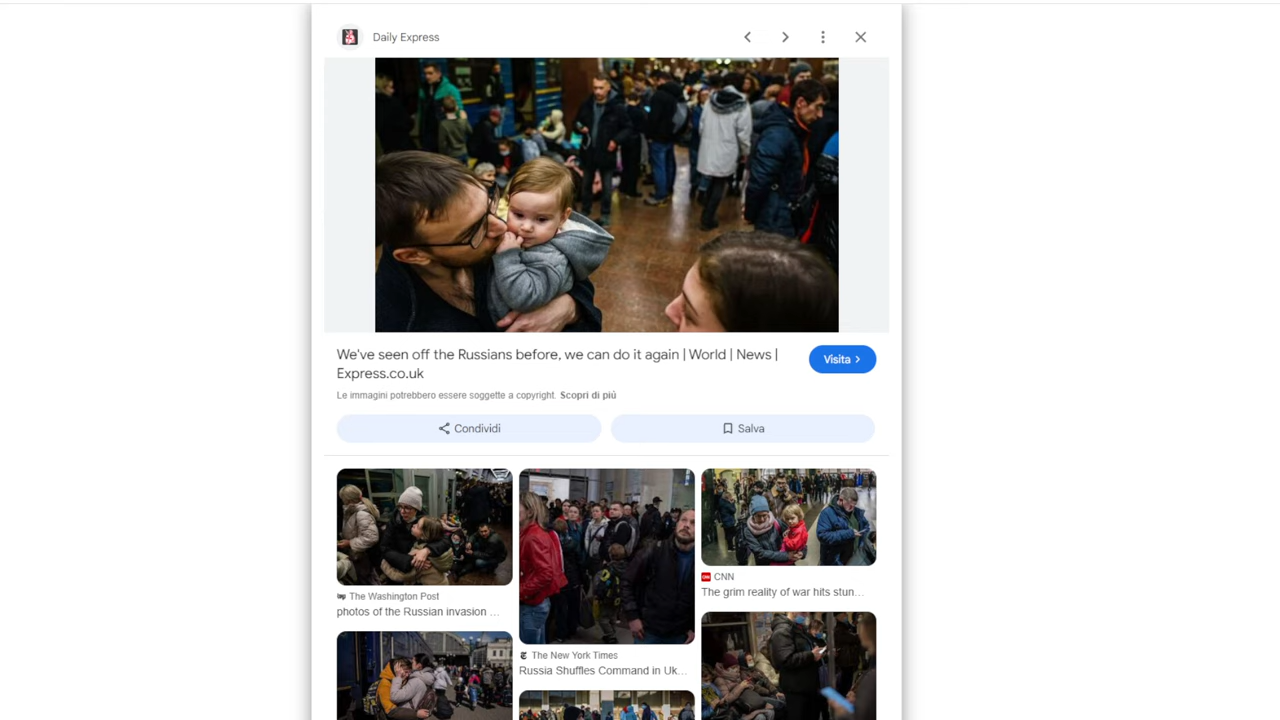 Daily Express
We've seen off the Russians before, we can do it again | World | News |
Express.co.uk
Visita
Le immagini potrebbero essere soggette a copyright. Scopri di più
Condividi
Salva
The Washington Post
photos of the Russian invasion ...
The New York Times
Russia Shuffles Command in Uk...
CNN
The grim reality of war hits stun...